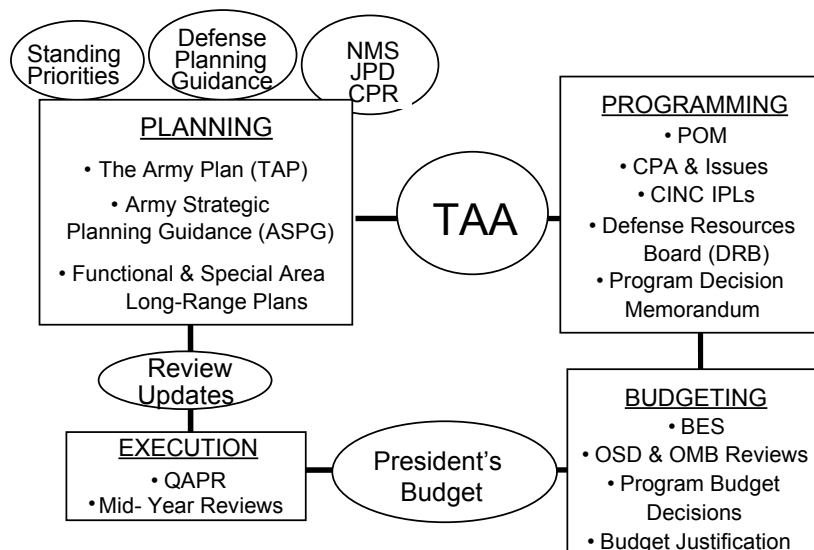 Standing
Priorities
Defense
Planning
Guidance
NMS
JPD
CPR
PLANNING
• The Army Plan (TAP)
• Army Strategic
Planning Guidance (ASPG)
• Functional & Special Area
Long-Range Plans
TAA
PROGRAMMING
• POM
• CPA & Issues
• CINC IPLs
• Defense Resources
Board (DRB)
• Program Decision
Memorandum
Review
Updates
EXECUTION
• QAPR
• Mid- Year Reviews
President’s
Budget
BUDGETING
• BES
• OSD & OMB Reviews
• Program Budget
Decisions
• Budget Justification